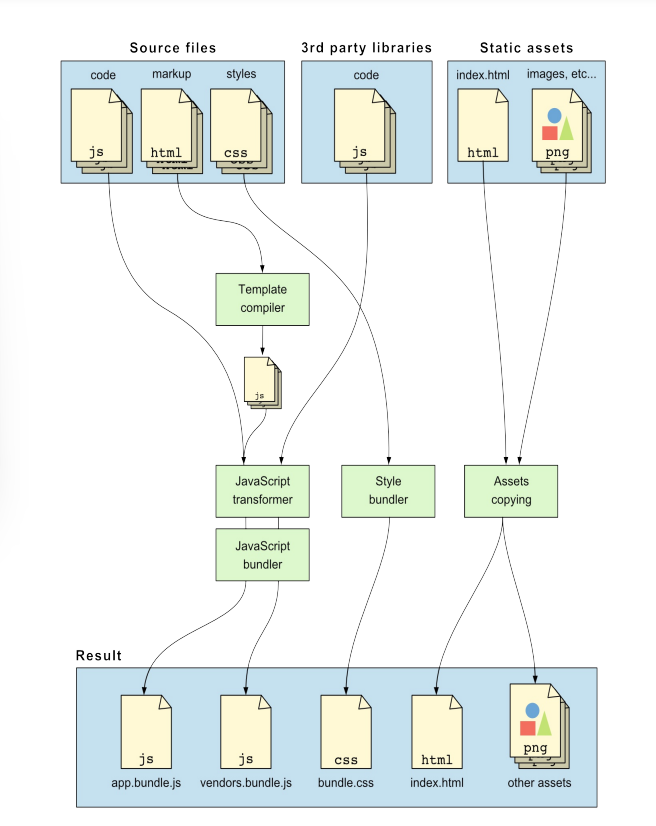 Source files
3rd party libraries
Static assets
code
markup
styles
code
index.html
images, etc...
js
html
css
js
html
png
Template
compiler
js
JavaScript
transformer
Style
bundler
Assets
copying
JavaScript
bundler
Result
js
js
css
html
png
app.bundle.js
vendors.bundle.js
bundle.css
index.html
other assets